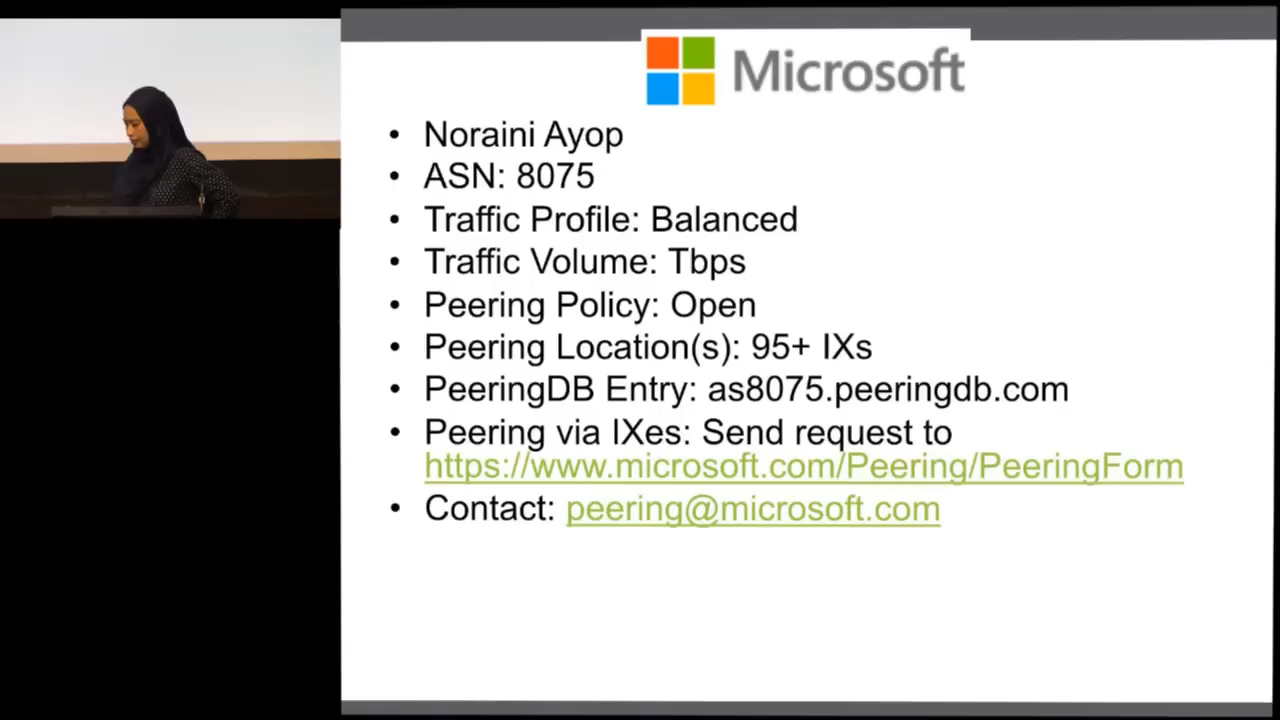 Microsoft
• Noraini Ayop
• ASN: 8075
• Traffic Profile: Balanced
• Traffic Volume: Tbps
• Peering Policy: Open
• Peering Location(s): 95+ IXs
• PeeringDB Entry: as8075.peeringdb.com
• Peering via IXes: Send request to
https://www.microsoft.com/Peering/PeeringForm
• Contact: peering@microsoft.com